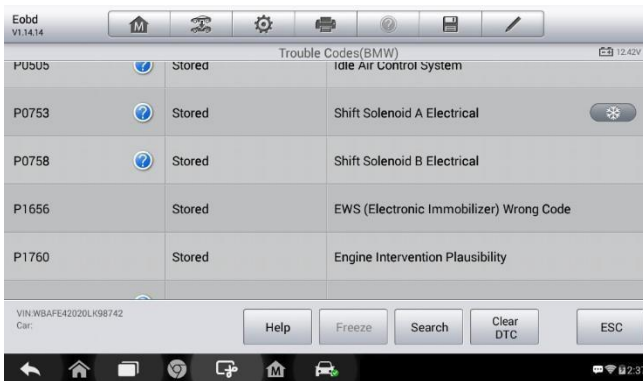 Eobd
V1.14.14
Trouble Codes(BMW) 12.42V
P0505 Stored Idle Air Control System
P0753 Stored Shift Solenoid A Electrical
P0758 Stored Shift Solenoid B Electrical
P1656 Stored EWS (Electronic Immobilizer) Wrong Code
P1760 Stored Engine Intervention Plausibility
VIN:WBAFE42020LK98742
Car:
Help Freeze Search Clear DTC ESC